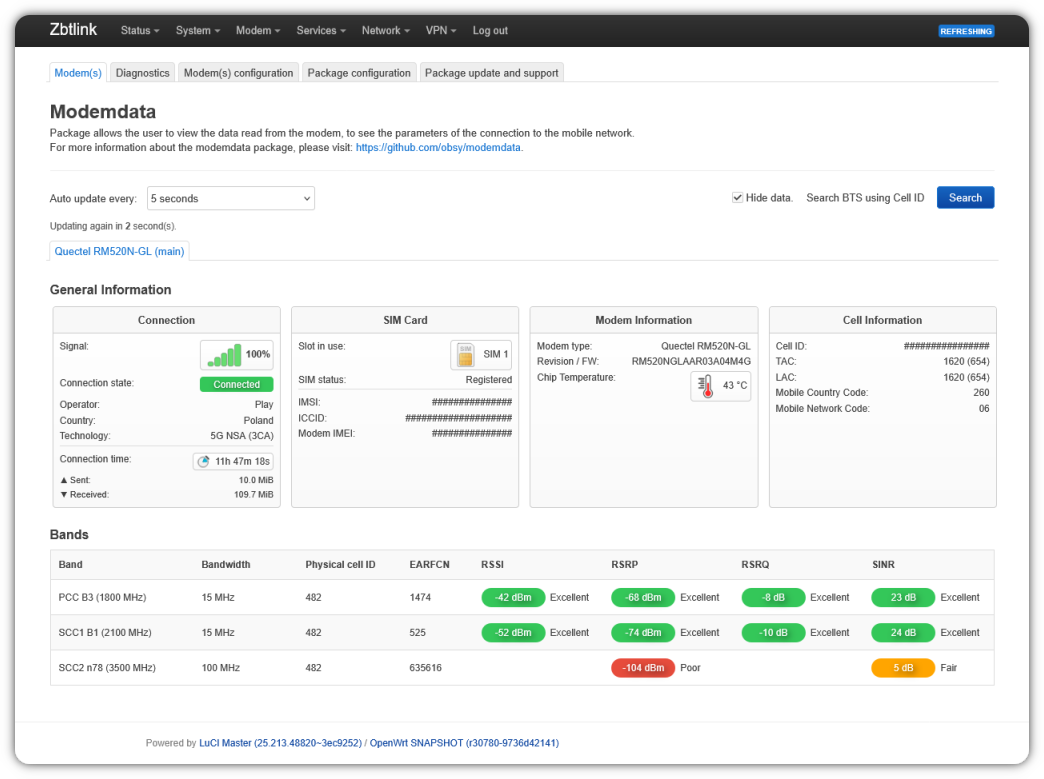 Zbtlink Status System Modem Services Network VPN Log out REFRESHING
Modem(s) Diagnostics Modem(s) configuration Package configuration Package update and support
Modemdata
Package allows the user to view the data read from the modem, to see the parameters of the connection to the mobile network.
For more information about the modemdata package, please visit: https://github.com/obsy/modemdata.
Auto update every: 5 seconds Hide data. Search BTS using Cell ID Search
Updating again in 2 second(s).
Quectel RM520N-GL (main)
General Information
Connection
Signal: 100%
Connection state: Connected
Operator: Play
Country: Poland
Technology: 5G NSA (3CA)
Connection time: 11h 47m 18s
▲ Sent: 10.0 MiB
▼ Received: 109.7 MiB
SIM Card
Slot in use: SIM SIM 1
SIM status: Registered
IMSI: ###############
ICCID: ####################
Modem IMEI: ###############
Modem Information
Modem type: Quectel RM520N-GL
Revision / FW: RM520NGLAAR03A04M4G
Chip Temperature: 43 °C
Cell Information
Cell ID: ################
TAC: 1620 (654)
LAC: 1620 (654)
Mobile Country Code: 260
Mobile Network Code: 06
Bands
Band Bandwidth Physical cell ID EARFCN RSSI RSRP RSRQ SINR
PCC B3 (1800 MHz) 15 MHz 482 1474 -42 dBm Excellent -68 dBm Excellent -8 dB Excellent 23 dB Excellent
SCC1 B1 (2100 MHz) 15 MHz 482 525 -52 dBm Excellent -74 dBm Excellent -10 dB Excellent 24 dB Excellent
SCC2 n78 (3500 MHz) 100 MHz 482 635616 -104 dBm Poor 5 dB Fair
Powered by LuCI Master (25.213.48820~3ec9252) / OpenWrt SNAPSHOT (r30780-9736d42141)